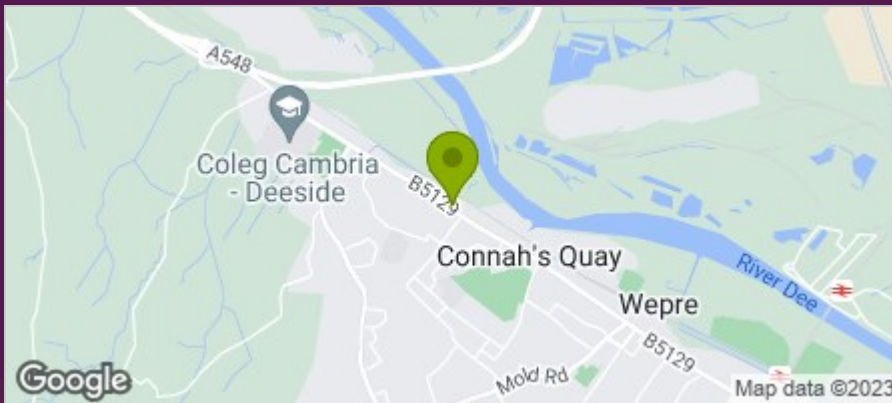 A548
Coleg Cambria
- Deeside
B5129
Connah's Quay
River Dee
Wepre
B5129
Mold Rd
Google
Map data ©2023